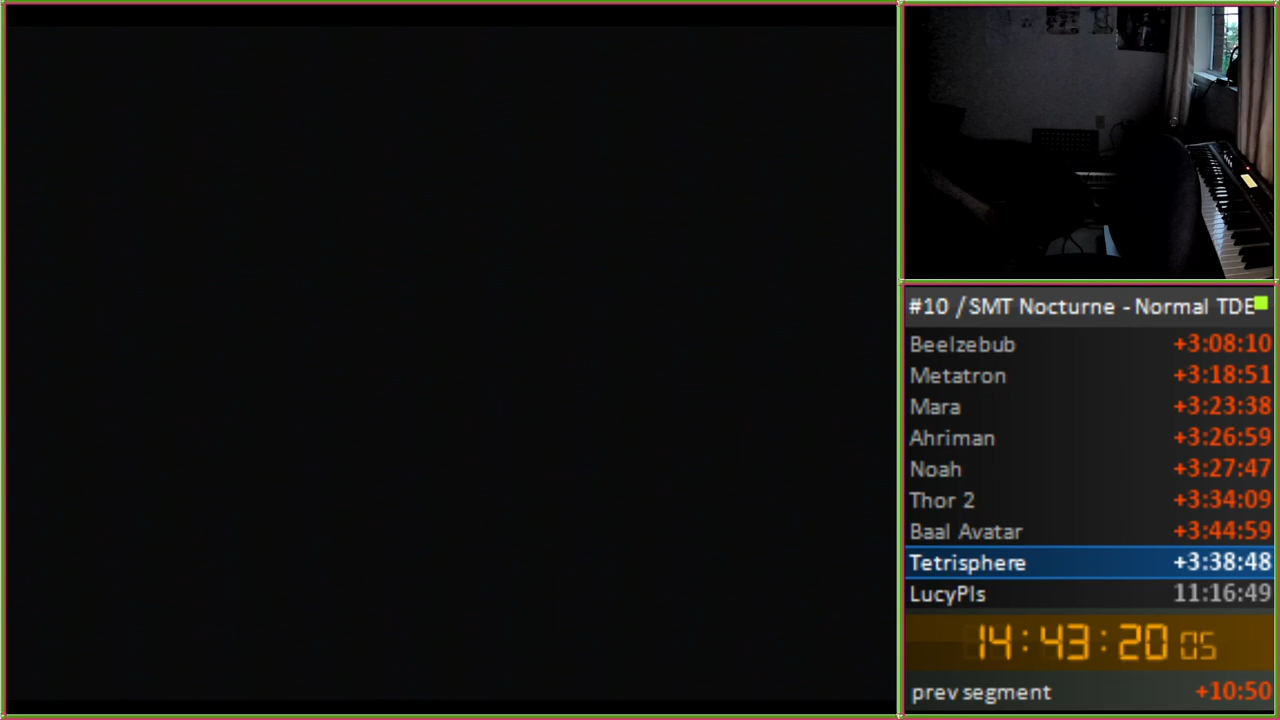 #10 / SMT Nocturne - Normal TDE
Beelzebub +3:08:10
Metatron +3:18:51
Mara +3:23:38
Ahriman +3:26:59
Noah +3:27:47
Thor 2 +3:34:09
Baal Avatar +3:44:59
Tetrisphere +3:38:48
LucyPls 11:16:49
14:43:20 05
prev segment +10:50